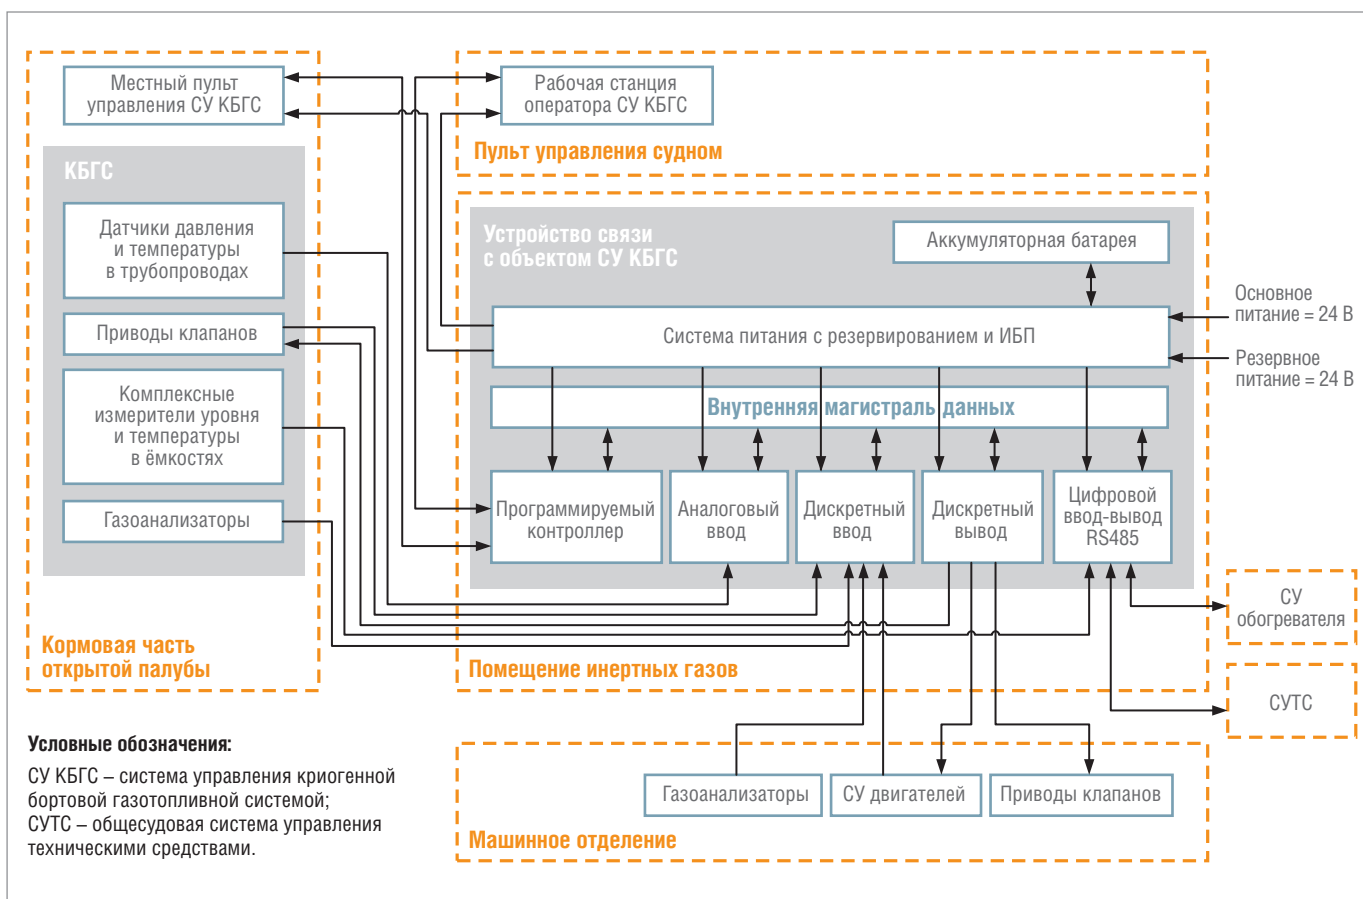 Местный пульт
управления СУ КБГС
КБГС
Датчики давления
и температуры
в трубопроводах
Приводы клапанов
Комплексные
измерители уровня
и температуры
в ёмкостях
Газоанализаторы
Кормовая часть
открытой палубы
Рабочая станция
оператора СУ КБГС
Пульт управления судном
Устройство связи
с объектом СУ КБГС
Аккумуляторная батарея
Система питания с резервированием и ИБП
Основное
питание = 24 В
Резервное
питание = 24 В
Внутренняя магистраль данных
Программируемый
контроллер
Аналоговый
ввод
Дискретный
ввод
Дискретный
вывод
Цифровой
ввод-вывод
RS485
Помещение инертных газов
СУ
обогревателя
СУТС
Газоанализаторы
СУ двигателей
Приводы клапанов
Машинное отделение
Условные обозначения:
СУ КБГС – система управления криогенной
бортовой газотопливной системой;
СУТС – общесудовая система управления
техническими средствами.